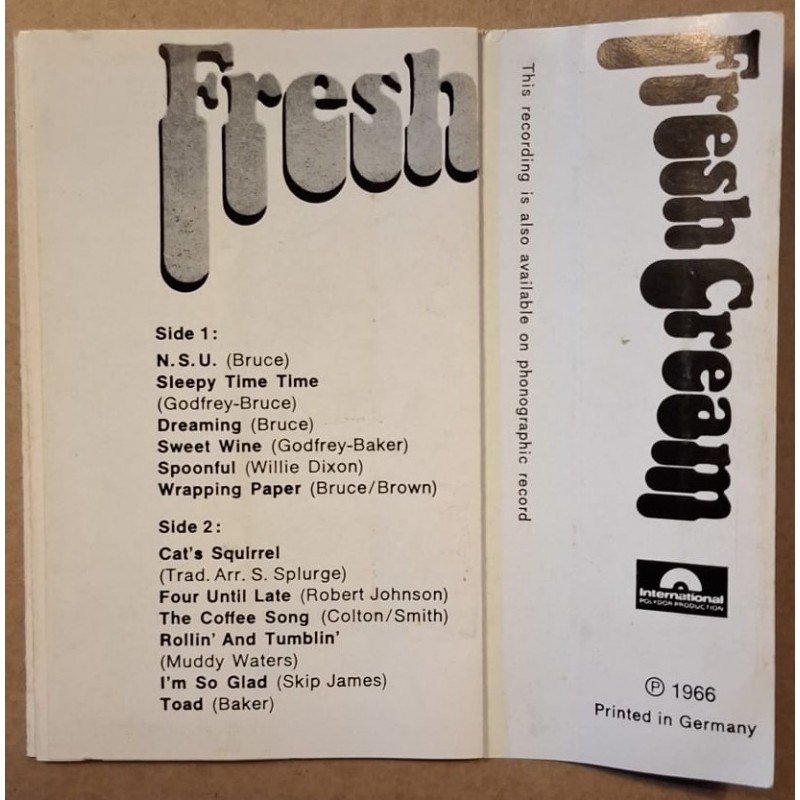 Fresh
Side 1:
N.S.U. (Bruce)
Sleepy Time Time
(Godfrey-Bruce)
Dreaming (Bruce)
Sweet Wine (Godfrey-Baker)
Spoonful (Willie Dixon)
Wrapping Paper (Bruce/Brown)
Side 2:
Cat's Squirrel
(Trad. Arr. S. Splurge)
Four Until Late (Robert Johnson)
The Coffee Song (Colton/Smith)
Rollin' And Tumblin'
(Muddy Waters)
I'm So Glad (Skip James)
Toad (Baker)
This recording is also available on phonographic record
Fresh Cream
International
POLYDOR PRODUCTION
℗ 1966
Printed in Germany